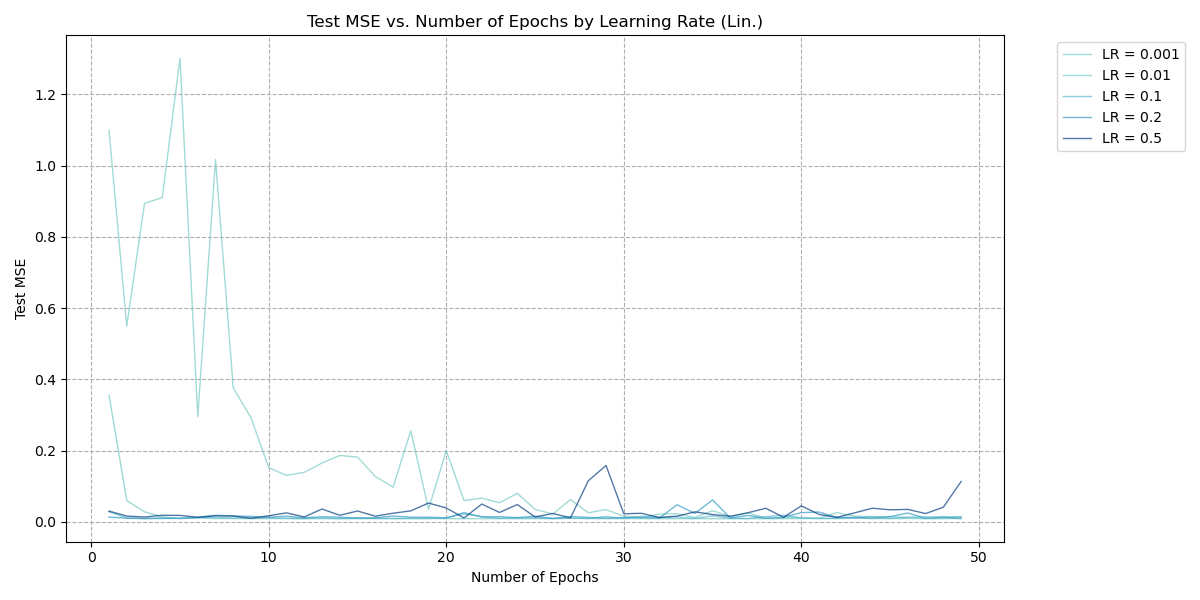 Test MSE vs. Number of Epochs by Learning Rate (Lin.)
LR = 0.001
LR = 0.01
LR = 0.1
LR = 0.2
LR = 0.5
Test MSE
1.2
1.0
0.8
0.6
0.4
0.2
0.0
0 10 20 30 40 50
Number of Epochs